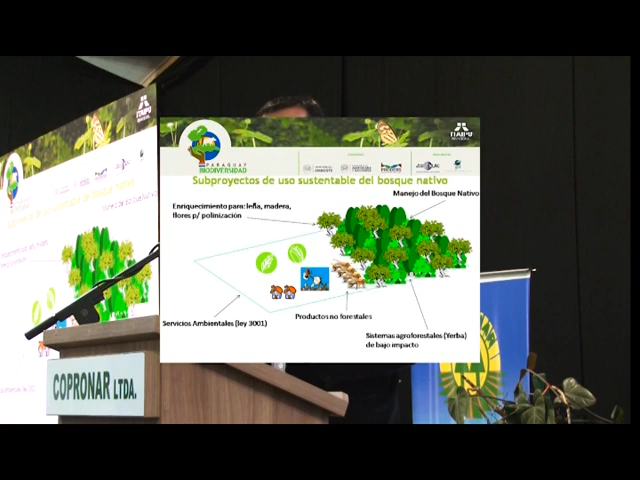 ITAIPU
PARAGUAY
BIODIVERSIDAD
Subproyectos de uso sustentable del bosque nativo
Manejo del Bosque Nativo
Enriquecimiento para: leña, madera,
flores p/ polinización
Servicios Ambientales (ley 3001)
Productos no forestales
Sistemas agroforestales (Yerba)
de bajo impacto
COPRONAR LTDA.
ITAIPU